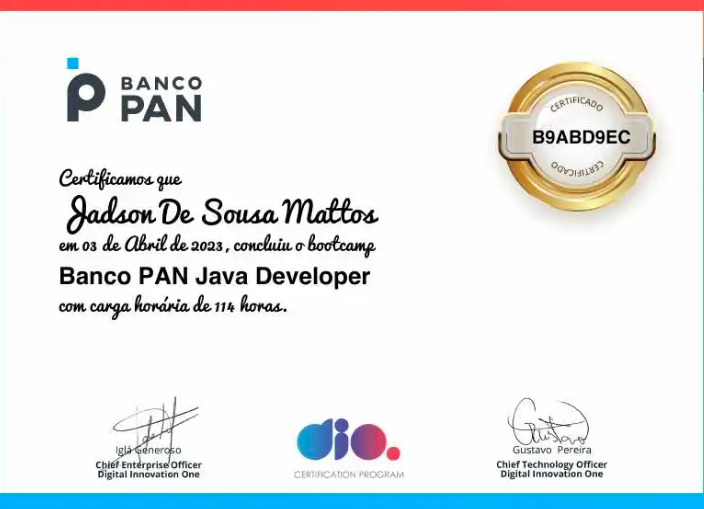 BANCO
PAN
CERTIFICADO
B9ABD9EC
CERTIFICADO
Certificamos que
Jadson De Sousa Mattos
em 03 de Abril de 2023, concluiu o bootcamp
Banco PAN Java Developer
com carga horária de 114 horas.
Iglá Generoso
Chief Enterprise Officer
Digital Innovation One
dio.
CERTIFICATION PROGRAM
Gustavo Pereira
Chief Technology Officer
Digital Innovation One